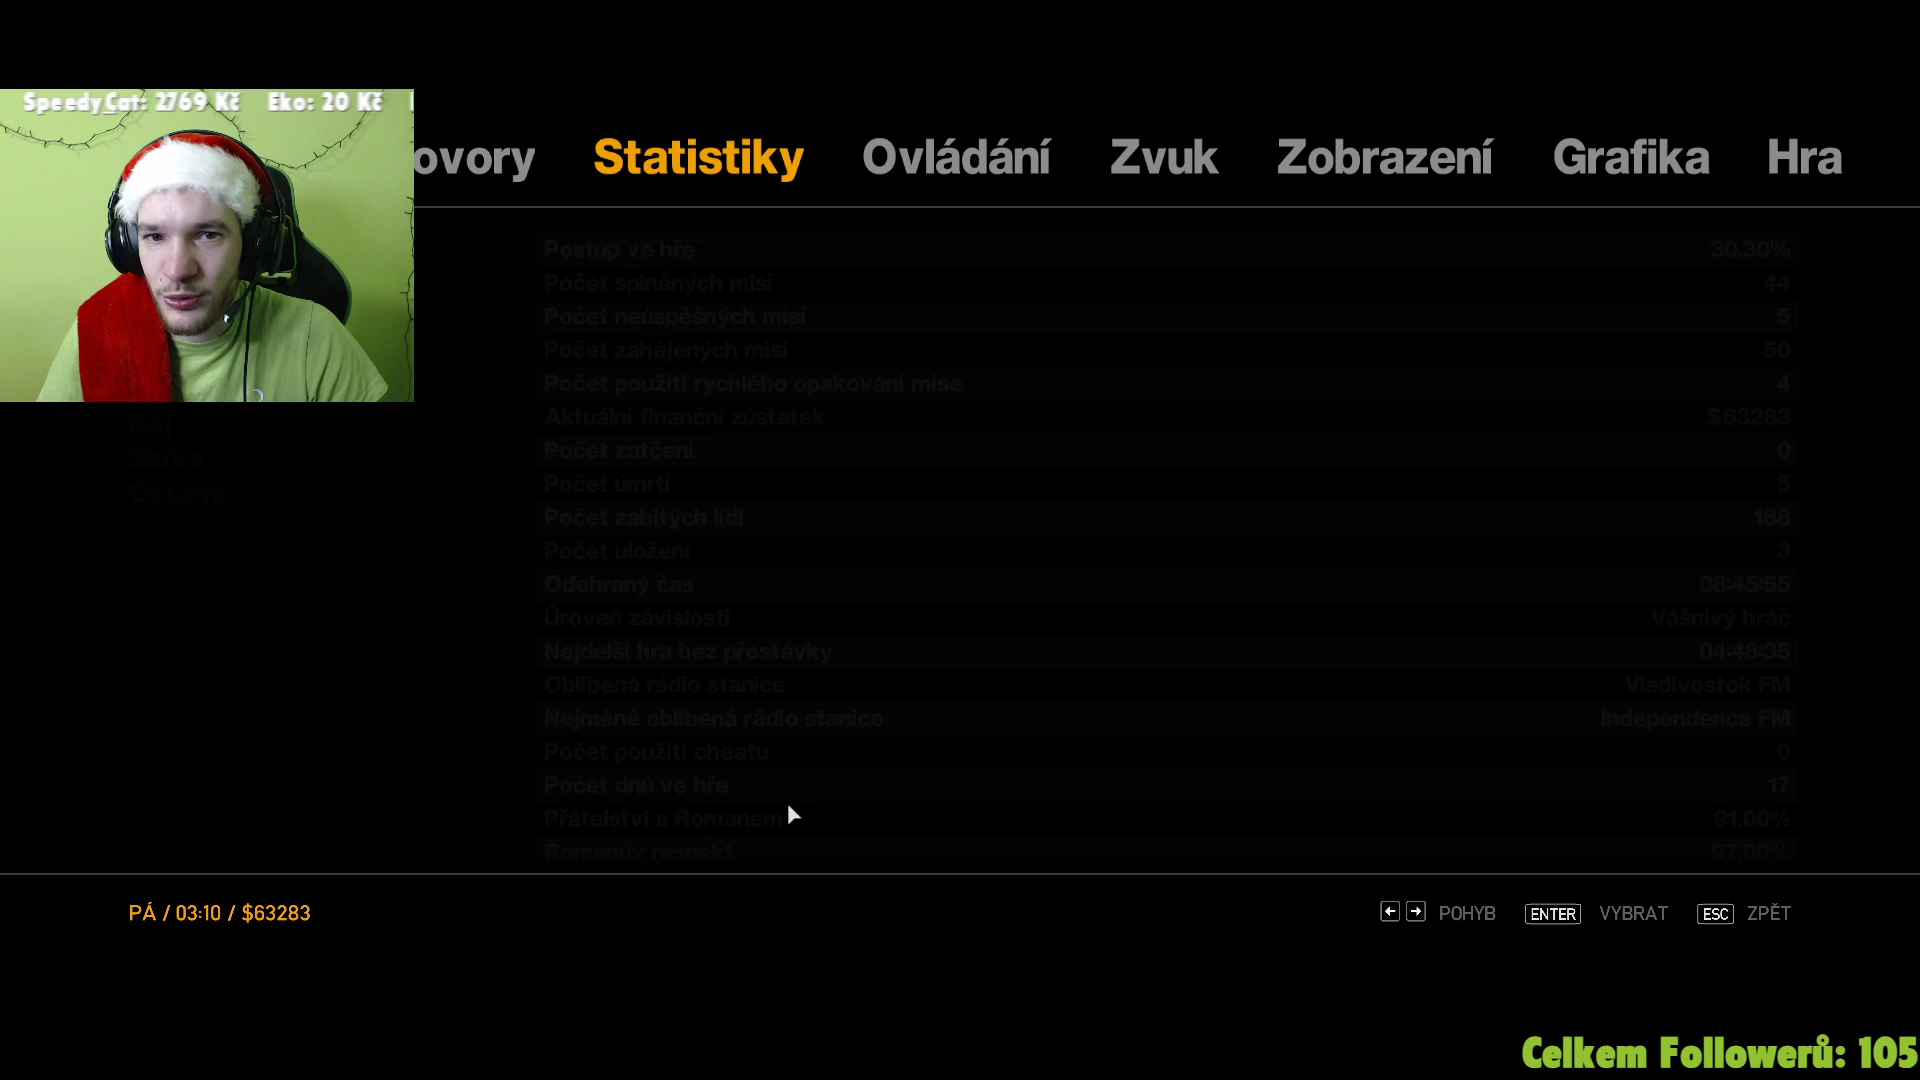 SpeedyCat: 2769 Kč Eko: 20 Kč
ovory Statistiky Ovládání Zvuk Zobrazení Grafika Hra
Postup ve hře 30.30%
Počet splněných misí 44
Počet neúspěšných misí 5
Počet zahájených misí 50
Počet použití rychlého opakování mise 4
Aktuální finanční zůstatek $63283
Počet zatčení 0
Počet úmrtí 5
Počet zabitých lidí 188
Počet uložení 3
Odehraný čas 08:45:55
Úroveň závislosti Vášnivý hráč
Nejdelší hra bez přestávky 04:48:35
Oblíbená rádio stanice Vladivostok FM
Nejméně oblíbená rádio stanice Independence FM
Počet použití cheatů 0
Počet dnů ve hře 17
Přátelství s Romanem 91.00%
Romanův respekt 97.00%
Boj
Skóre
Ostatní
PÁ / 03:10 / $63283
POHYB ENTER VYBRAT ESC ZPĚT
Celkem Followerů: 105